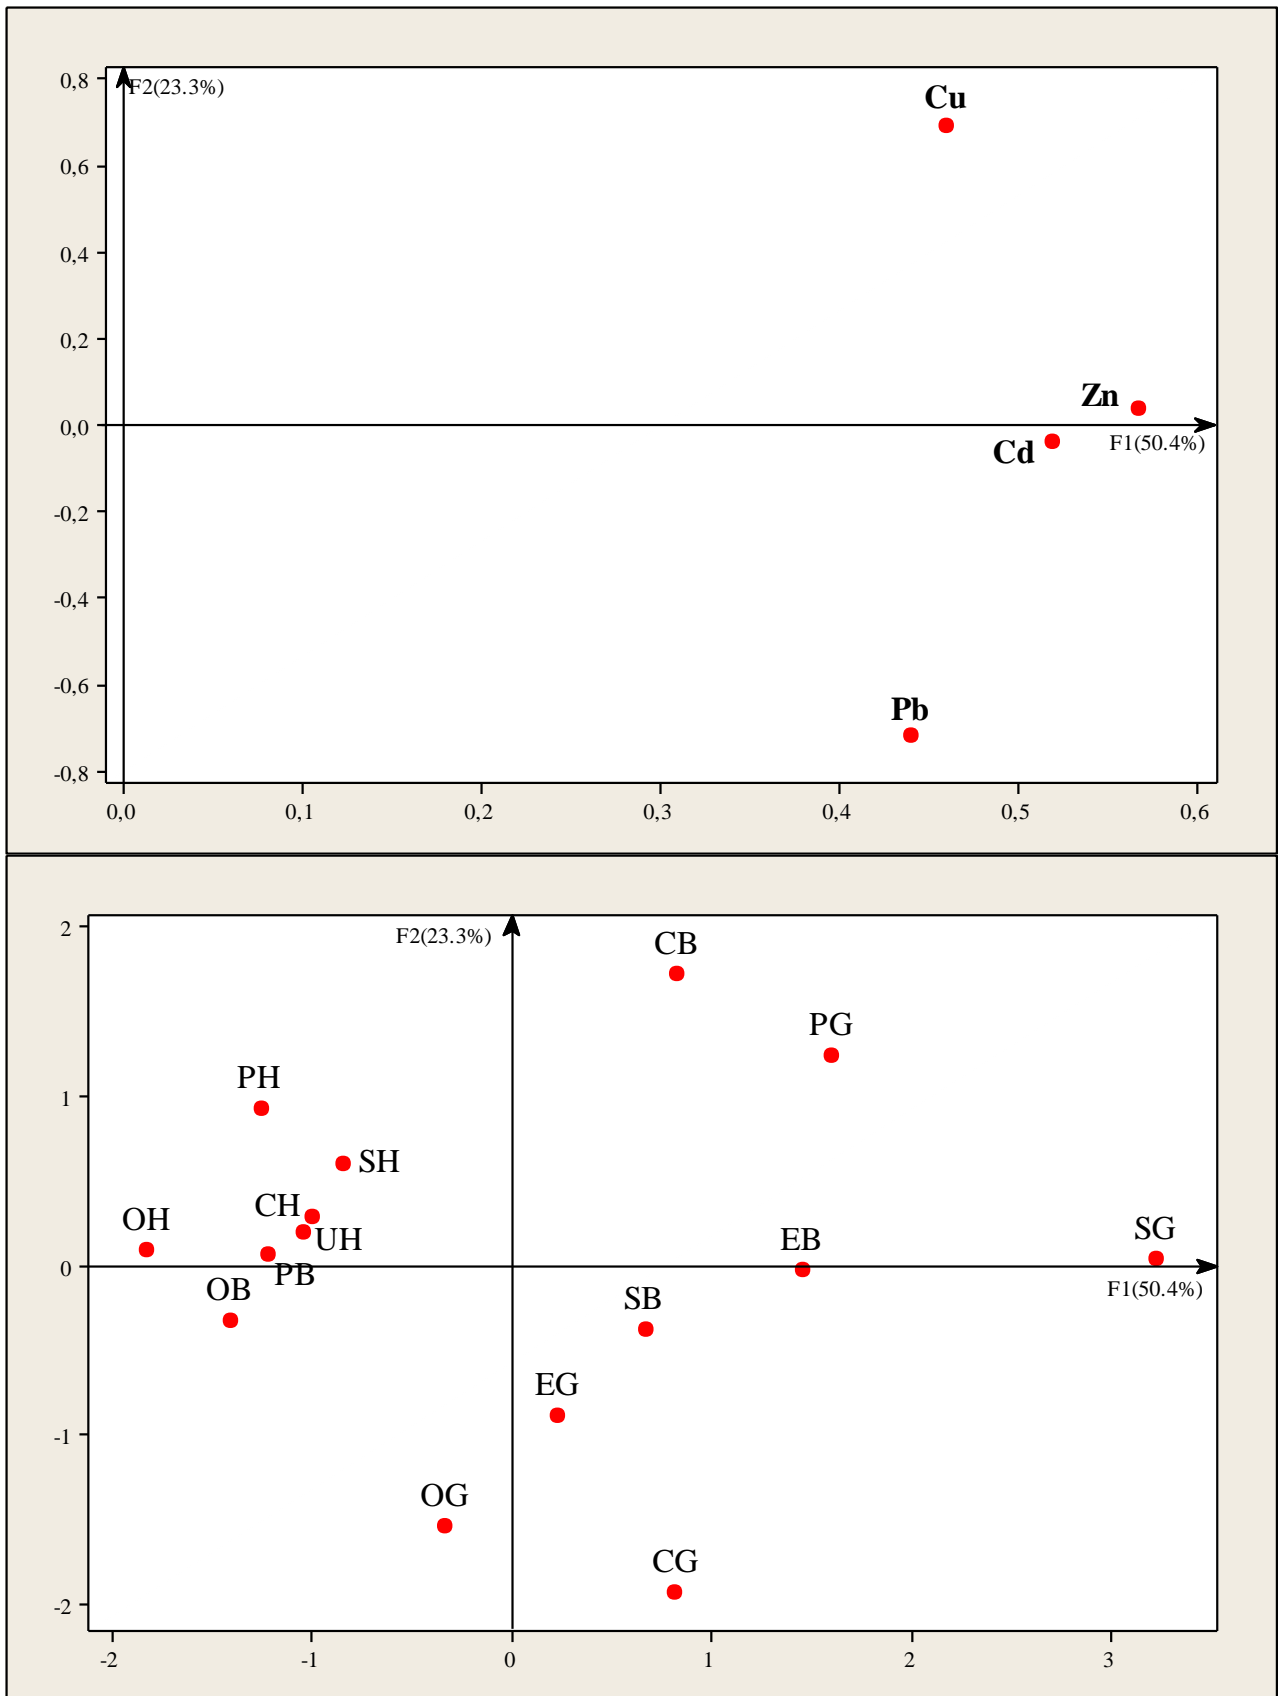 0,8
F2(23.3%)
Cu
0,6
0,4
0,2
Zn
0,0
F1(50.4%)
Cd
-0,2
-0,4
-0,6
Pb
-0,8
0,0 0,1 0,2 0,3 0,4 0,5 0,6
2
F2(23.3%)
CB
PG
PH
1
SH
CH
OH
UH
EB
SG
0
PB
OB
F1(50.4%)
SB
EG
-1
OG
CG
-2
-2 -1 0 1 2 3